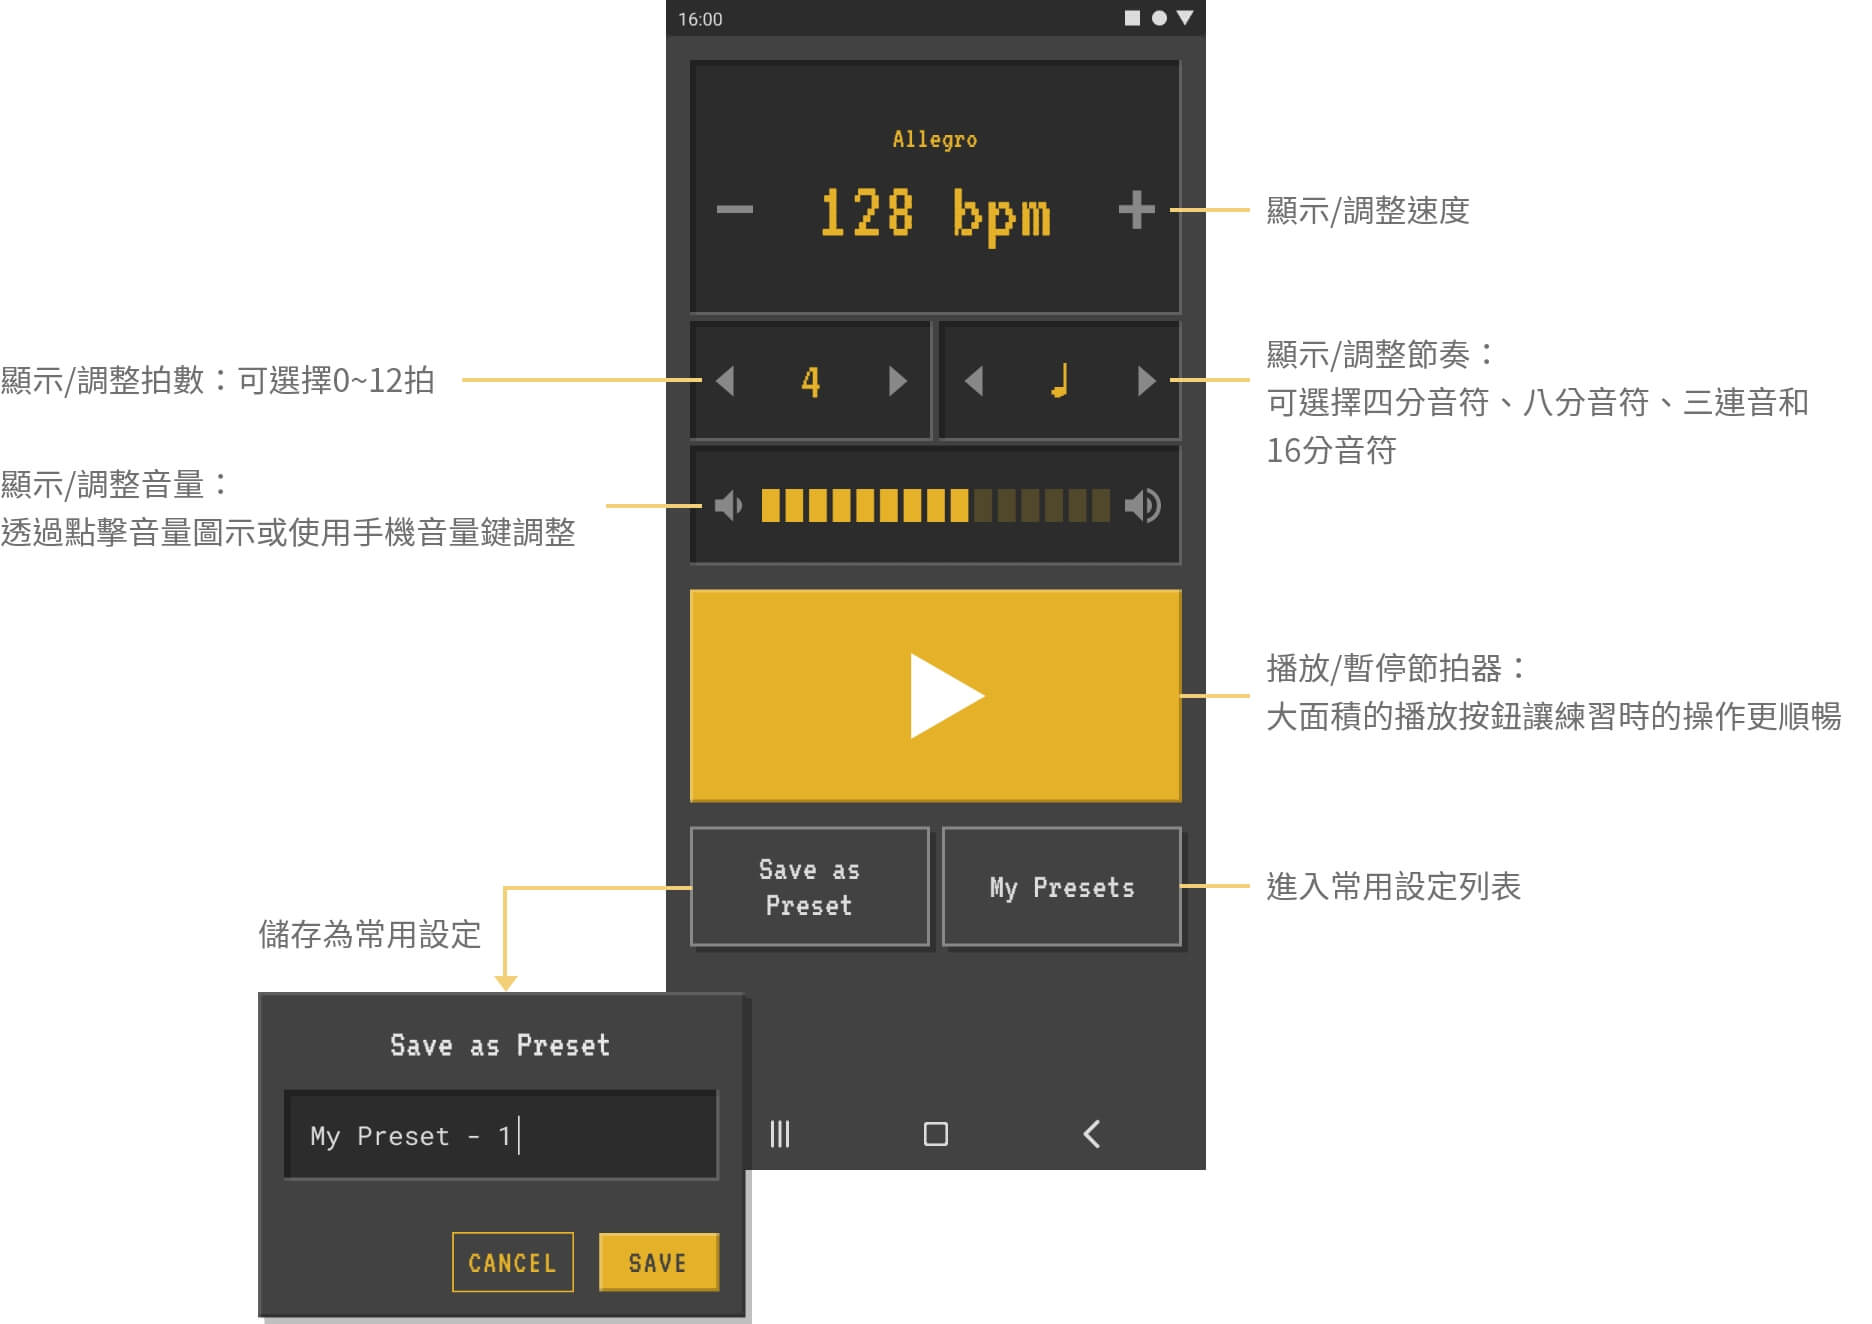 16:00
Allegro
128 bpm
顯示/調整速度
顯示/調整拍數：可選擇0~12拍
4
顯示/調整節奏：
可選擇四分音符、八分音符、三連音和
16分音符
顯示/調整音量：
透過點擊音量圖示或使用手機音量鍵調整
播放/暫停節拍器：
大面積的播放按鈕讓練習時的操作更順暢
Save as
Preset
My Presets
進入常用設定列表
儲存為常用設定
Save as Preset
My Preset - 1
CANCEL
SAVE